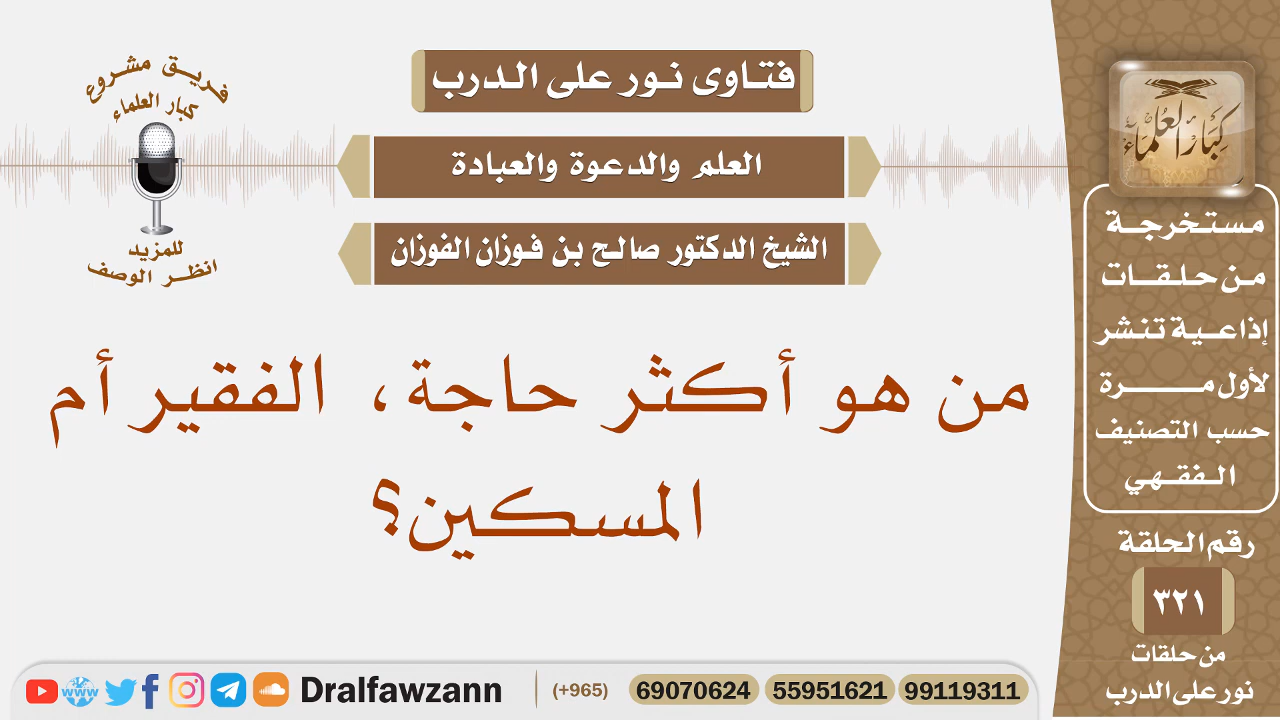 فتاوى نور على الدرب
العلم والدعوة والعبادة
الشيخ الدكتور صالح بن فوزان الفوزان
فريق مشروع
كبار العلماء
للمزيد
انظر الوصف
من هو أكثر حاجة، الفقير أم
المسكين؟
كبار العلماء
مستخرجة
من حلقات
إذاعية تنشر
لأول مرة
حسب التصنيف
الفقهي
رقم الحلقة
٣٢١
من حلقات
نور على الدرب
www
Dralfawzann
(+965) 69070624 55951621 99119311